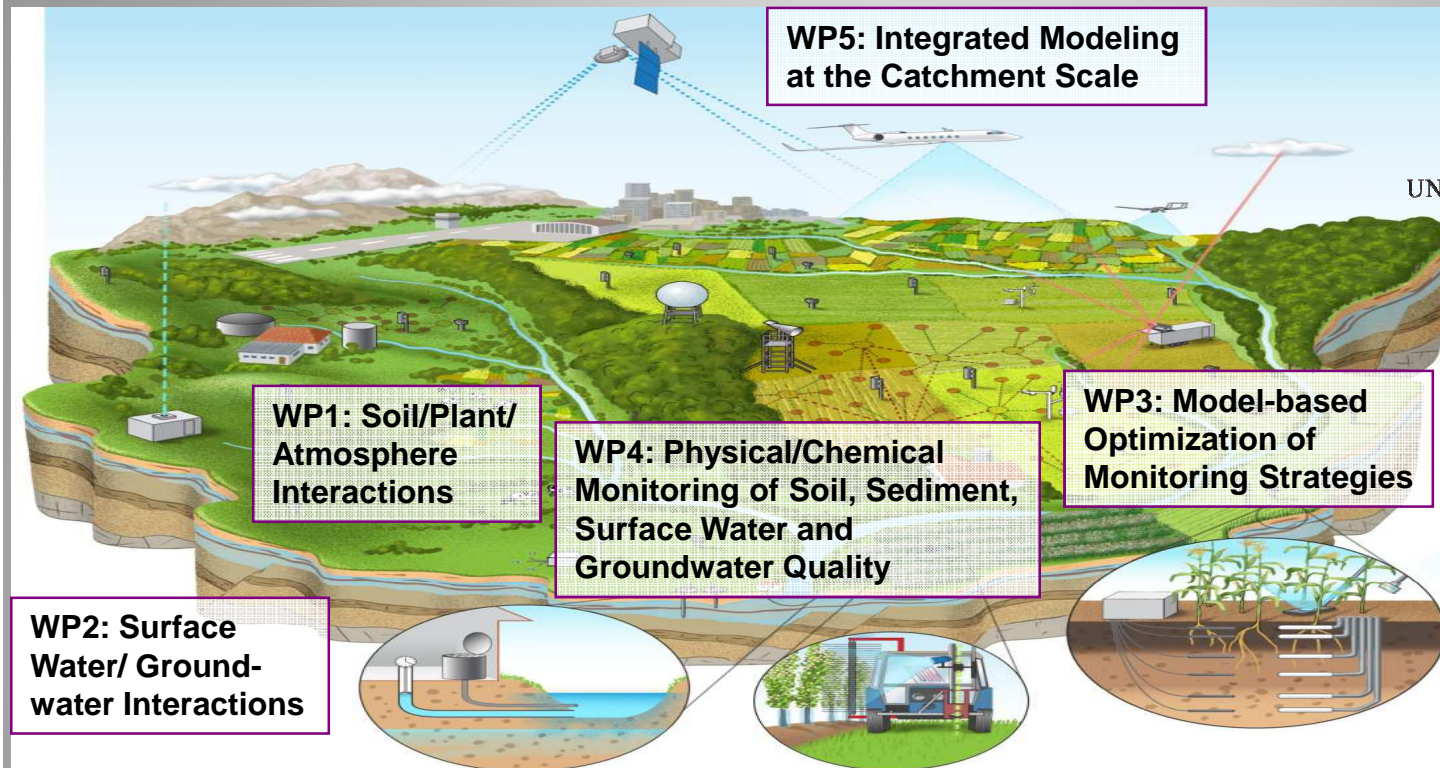 WP5: Integrated Modeling
at the Catchment Scale
UN
WP1: Soil/Plant/
Atmosphere
Interactions
WP4: Physical/Chemical
Monitoring of Soil, Sediment,
Surface Water and
Groundwater Quality
WP3: Model-based
Optimization of
Monitoring Strategies
WP2: Surface
Water/ Ground-
water Interactions